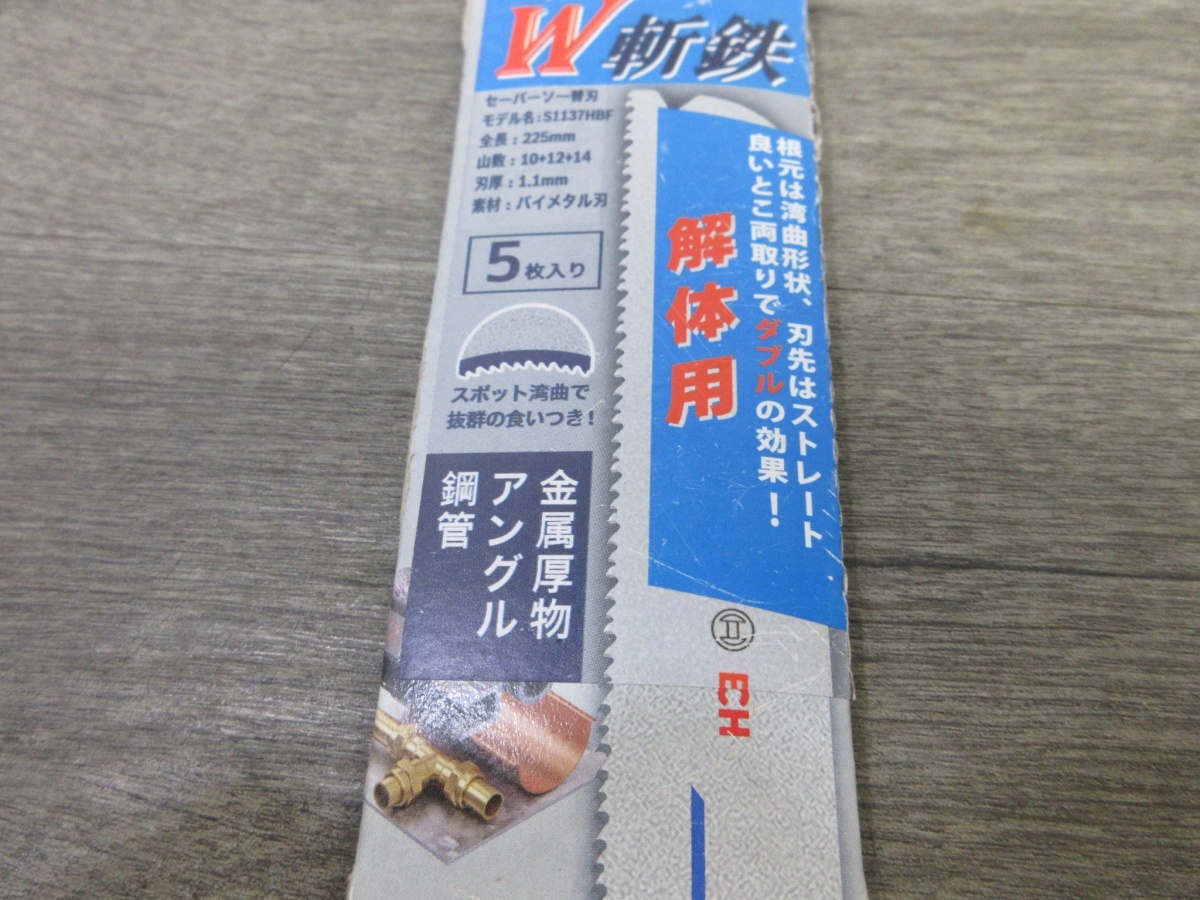 W斬鉄
セーバーソー替刃
モデル名:S1137HBF
全長:225mm
山数:10+12+14
刃厚:1.1mm
素材:バイメタル刃
5枚入り
スポット湾曲で
抜群の食いつき!
金属厚物
アングル
鋼管
根元は湾曲形状、刃先はストレート
良いとこ両取りでダブルの効果!
解体用
E&H